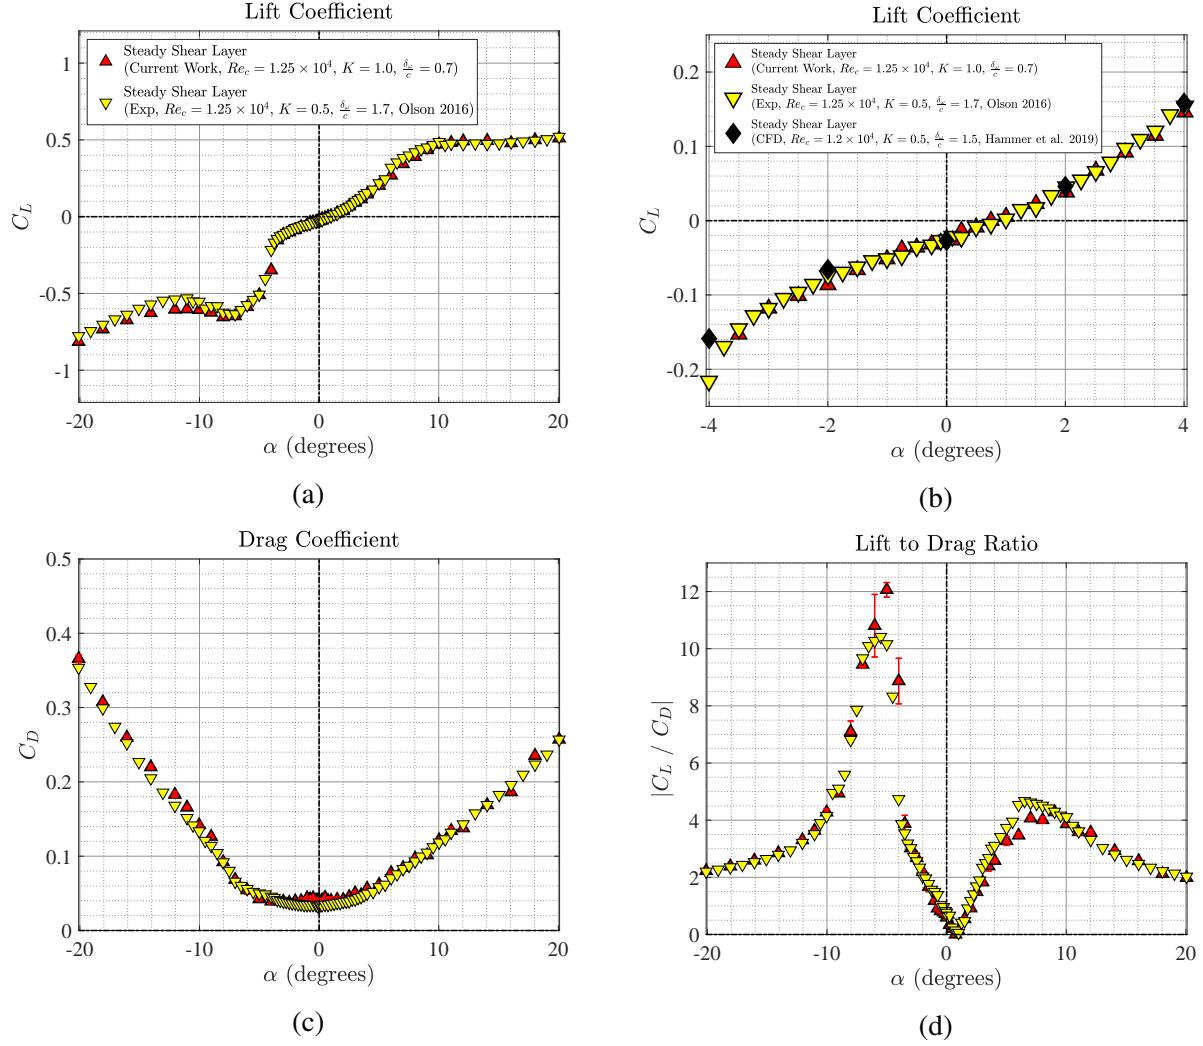 Lift Coefficient
Steady Shear Layer
(Current Work, Re_c = 1.25 × 10^4, K = 1.0, δ_ω/c = 0.7)
Steady Shear Layer
(Exp, Re_c = 1.25 × 10^4, K = 0.5, δ_ω/c = 1.7, Olson 2016)
1
0.5
0
-0.5
-1
C_L
-20 -10 0 10 20
α (degrees)
(a)
Lift Coefficient
Steady Shear Layer
(Current Work, Re_c = 1.25 × 10^4, K = 1.0, δ_ω/c = 0.7)
Steady Shear Layer
(Exp, Re_c = 1.25 × 10^4, K = 0.5, δ_ω/c = 1.7, Olson 2016)
Steady Shear Layer
(CFD, Re_c = 1.2 × 10^4, K = 0.5, δ_ω/c = 1.5, Hammer et al. 2019)
0.2
0.1
0
-0.1
-0.2
C_L
-4 -2 0 2 4
α (degrees)
(b)
Drag Coefficient
0.5
0.4
0.3
0.2
0.1
0
C_D
-20 -10 0 10 20
α (degrees)
(c)
Lift to Drag Ratio
12
10
8
6
4
2
0
|C_L / C_D|
-20 -10 0 10 20
α (degrees)
(d)